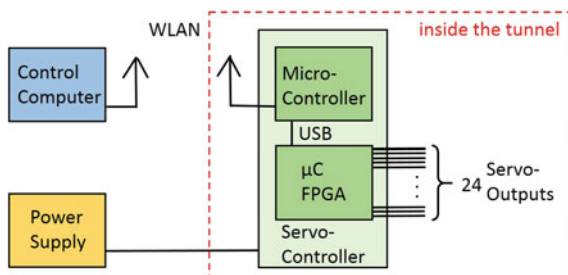 WLAN
inside the tunnel
Control
Computer
Micro-
Controller
USB
µC
FPGA
24
Servo-
Outputs
Power
Supply
Servo-
Controller